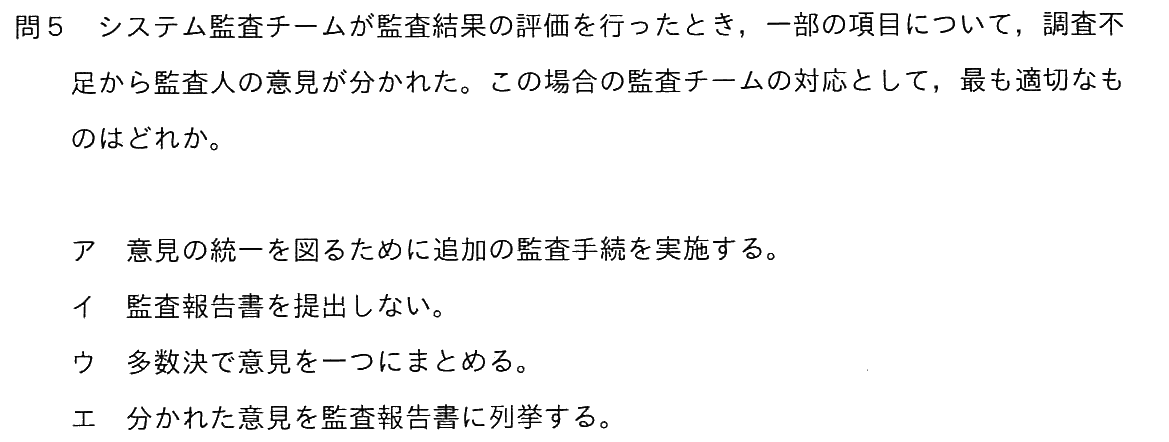 問5 システム監査チームが監査結果の評価を行ったとき，一部の項目について，調査不
足から監査人の意見が分かれた。この場合の監査チームの対応として，最も適切なも
のはどれか。
ア 意見の統一を図るために追加の監査手続を実施する。
イ 監査報告書を提出しない。
ウ 多数決で意見を一つにまとめる。
エ 分かれた意見を監査報告書に列挙する。